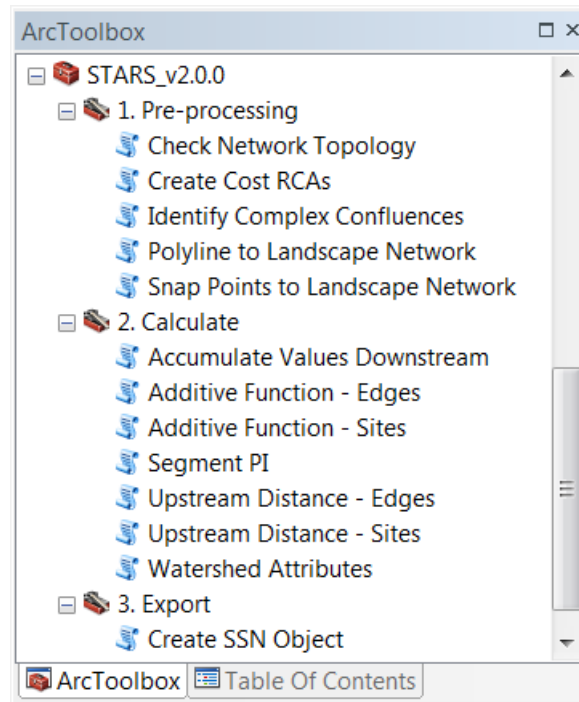 ArcToolbox
STARS_v2.0.0
1. Pre-processing
Check Network Topology
Create Cost RCAs
Identify Complex Confluences
Polyline to Landscape Network
Snap Points to Landscape Network
2. Calculate
Accumulate Values Downstream
Additive Function - Edges
Additive Function - Sites
Segment PI
Upstream Distance - Edges
Upstream Distance - Sites
Watershed Attributes
3. Export
Create SSN Object
ArcToolbox Table Of Contents